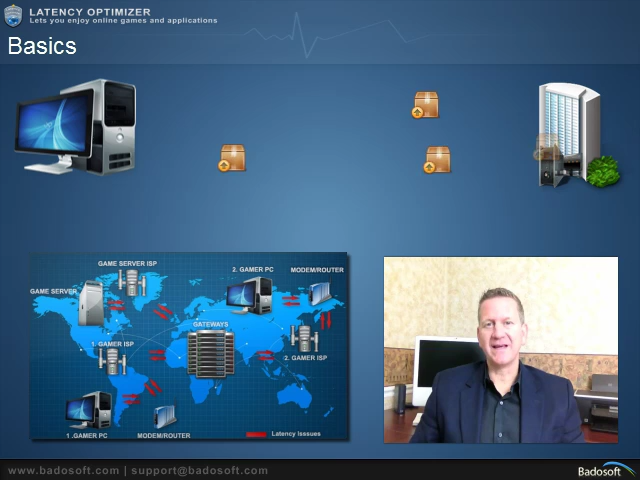 LATENCY OPTIMIZER
Lets you enjoy online games and applications
Basics
GAME SERVER ISP
2. GAMER PC
MODEM/ROUTER
GAME SERVER
GATEWAYS
1. GAMER ISP
2. GAMER ISP
1 .GAMER PC
MODEM/ROUTER
Latency Isssues
www.badosoft.com | support@badosoft.com
Badosoft